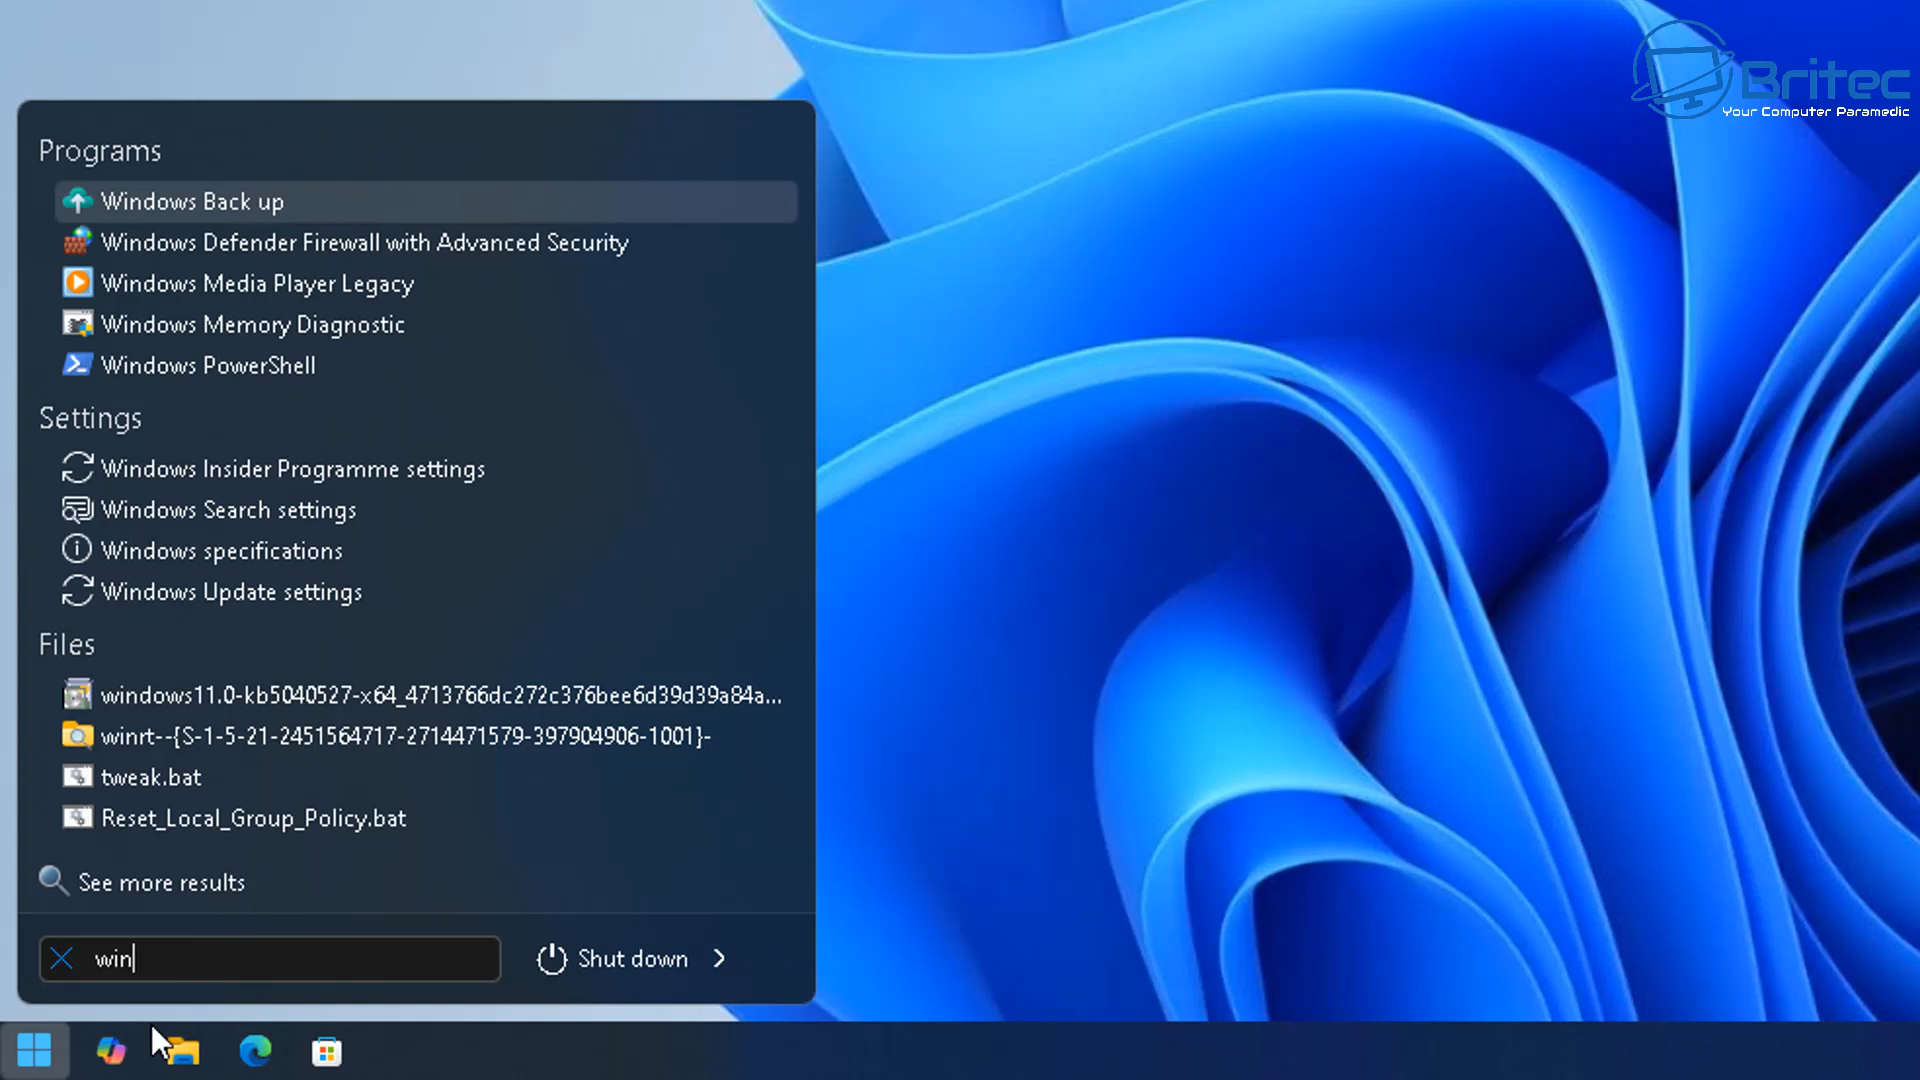 Britec
Your Computer Paramedic
Programs
Windows Back up
Windows Defender Firewall with Advanced Security
Windows Media Player Legacy
Windows Memory Diagnostic
Windows PowerShell
Settings
Windows Insider Programme settings
Windows Search settings
Windows specifications
Windows Update settings
Files
windows11.0-kb5040527-x64_4713766dc272c376bee6d39d39a84a...
winrt--{S-1-5-21-2451564717-2714471579-397904906-1001}-
tweak.bat
Reset_Local_Group_Policy.bat
See more results
win
Shut down